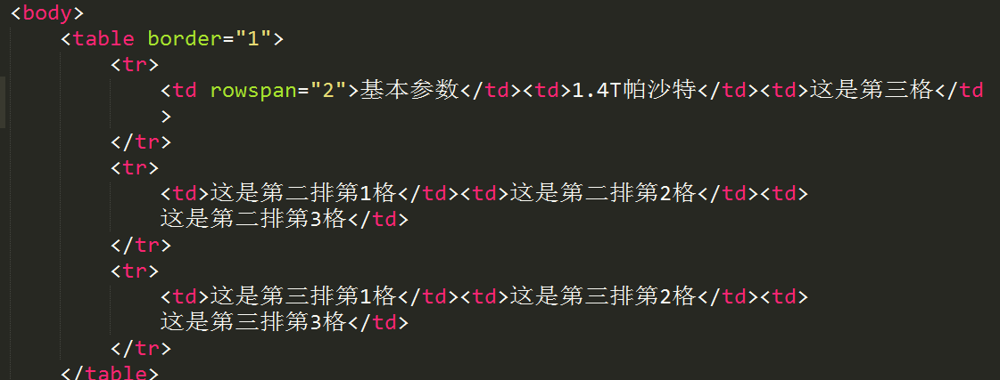 <body>
<table border="1">
<tr>
<td rowspan="2">基本参数</td><td>1.4T帕沙特</td><td>这是第三格</td
>
</tr>
<tr>
<td>这是第二排第1格</td><td>这是第二排第2格</td><td>
这是第二排第3格</td>
</tr>
<tr>
<td>这是第三排第1格</td><td>这是第三排第2格</td><td>
这是第三排第3格</td>
</tr>
</table>